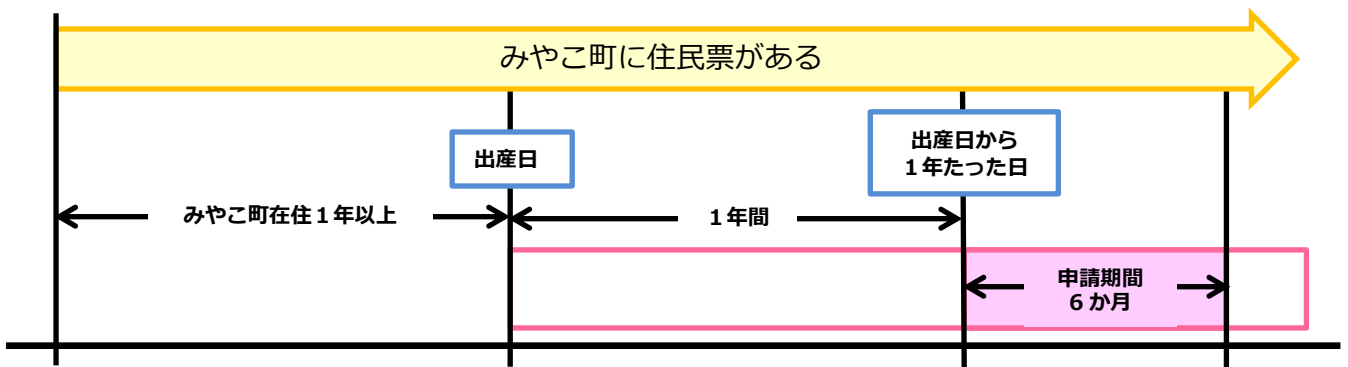 みやこ町に住民票がある
出産日
出産日から
１年たった日
みやこ町在住１年以上
１年間
申請期間
６か月